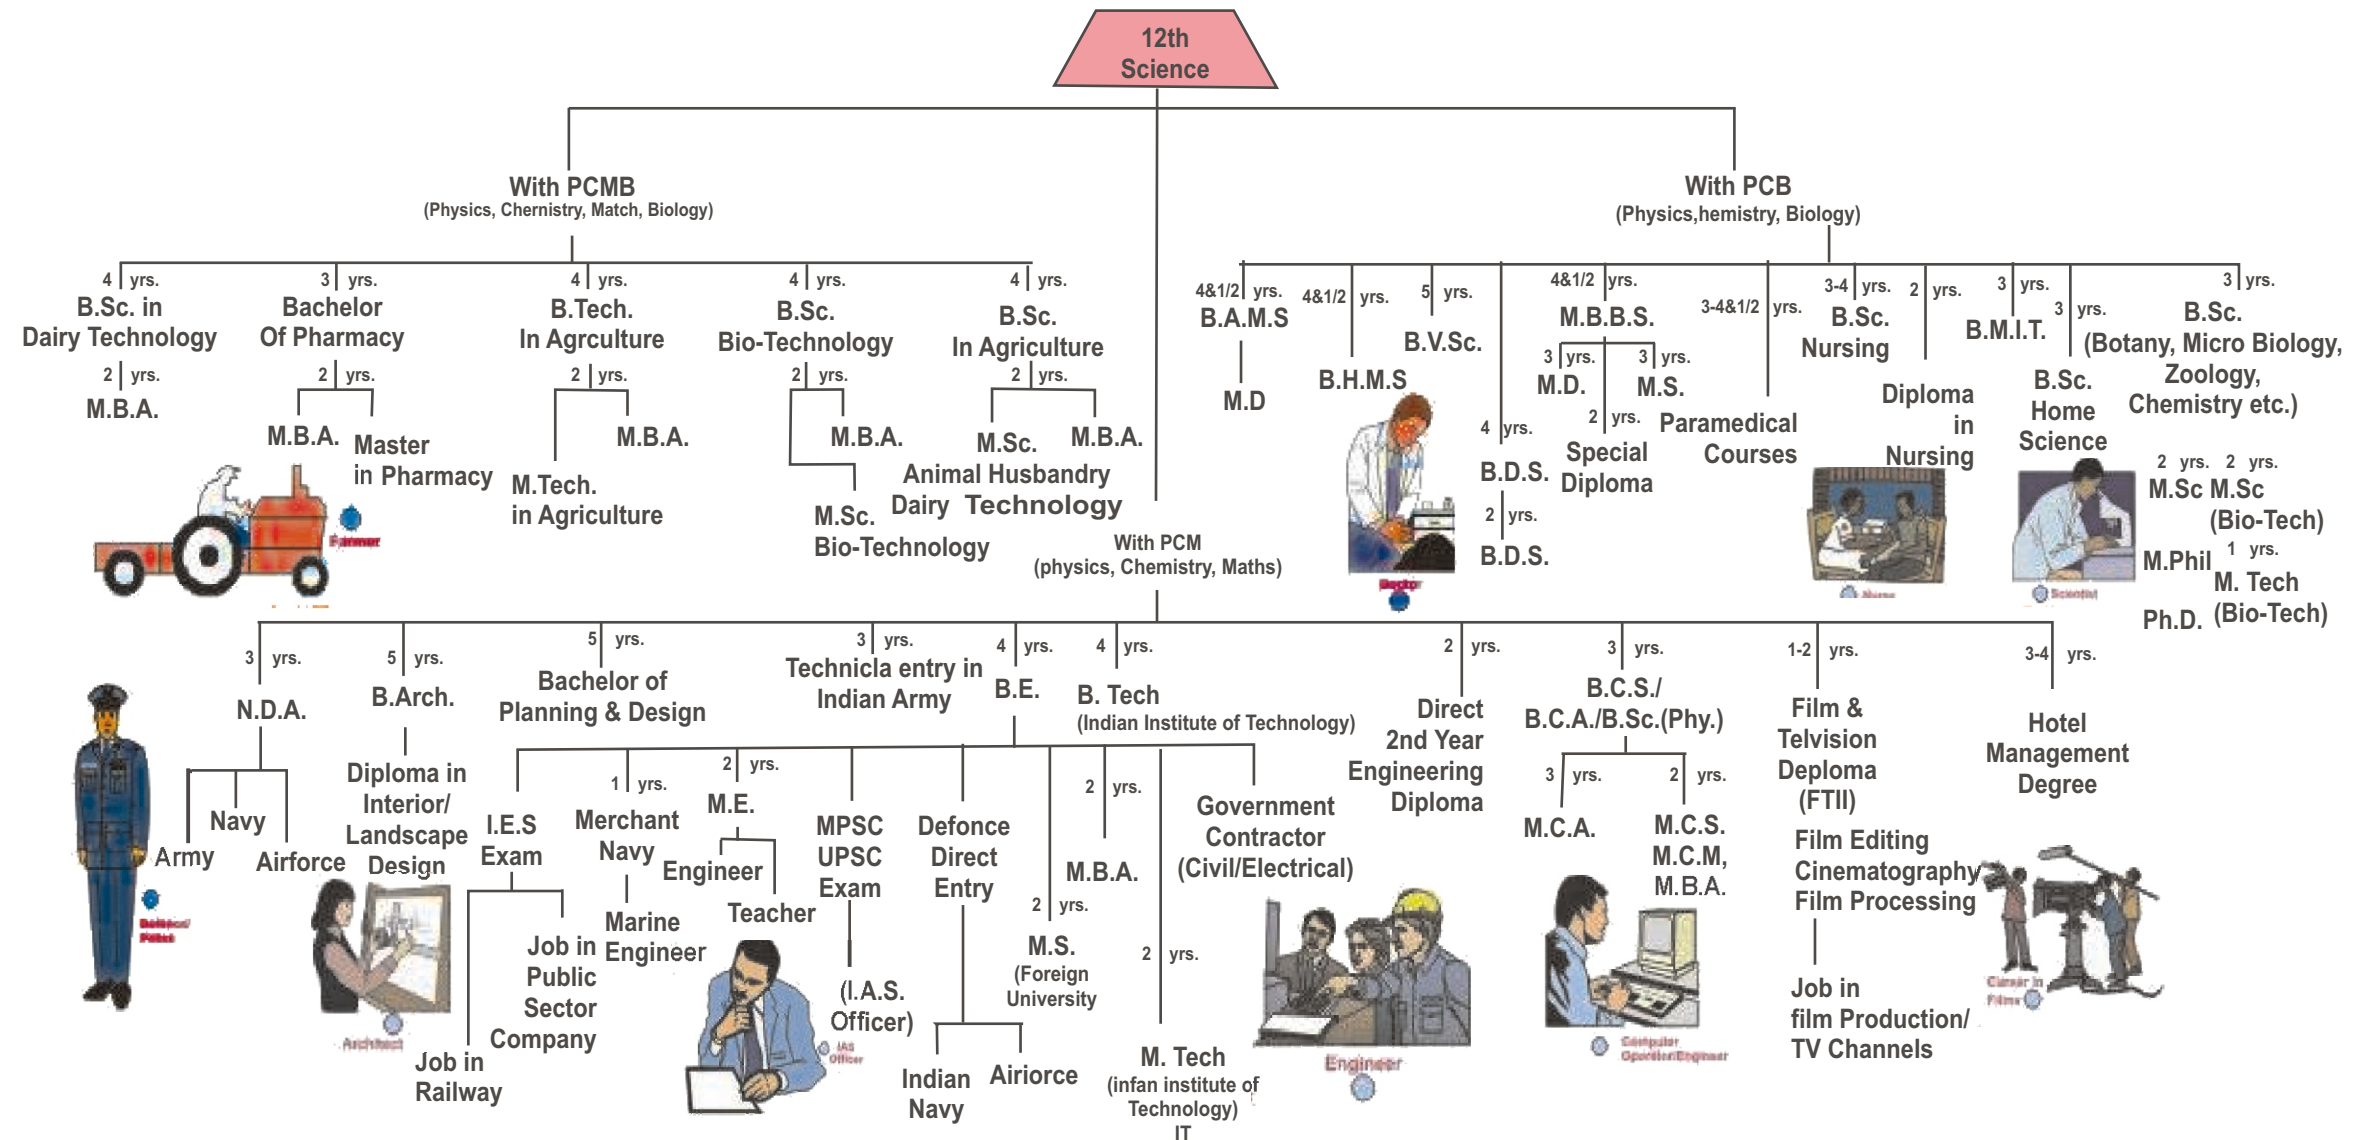 12th
Science
With PCMB
(Physics, Chernistry, Match, Biology)
With PCB
(Physics,hemistry, Biology)
4 yrs.
B.Sc. in
Dairy Technology
2 yrs.
M.B.A.
3 yrs.
Bachelor
Of Pharmacy
2 yrs.
M.B.A.
Master
in Pharmacy
4 yrs.
B.Tech.
In Agrculture
2 yrs.
M.B.A.
M.Tech.
in Agriculture
4 yrs.
B.Sc.
Bio-Technology
2 yrs.
M.B.A.
M.Sc.
Bio-Technology
4 yrs.
B.Sc.
In Agriculture
2 yrs.
M.Sc.
M.B.A.
Animal Husbandry
Dairy Technology
Farmer
4&1/2 yrs.
B.A.M.S
M.D
4&1/2 yrs.
B.H.M.S
5 yrs.
B.V.Sc.
4 yrs.
B.D.S.
2 yrs.
B.D.S.
4&1/2 yrs.
M.B.B.S.
3 yrs.
M.D.
3 yrs.
M.S.
2 yrs.
Special
Diploma
3-4&1/2 yrs.
Paramedical
Courses
3-4 yrs.
B.Sc.
Nursing
2 yrs.
Diploma
in
Nursing
3 yrs.
B.M.I.T.
3 yrs.
B.Sc.
Home
Science
3 yrs.
B.Sc.
(Botany, Micro Biology,
Zoology,
Chemistry etc.)
2 yrs. 2 yrs.
M.Sc M.Sc
(Bio-Tech)
M.Phil
1 yrs.
M. Tech
(Bio-Tech)
Ph.D.
Doctor
Nurse
Scientist
With PCM
(physics, Chemistry, Maths)
3 yrs.
N.D.A.
Army
Navy
Airforce
5 yrs.
B.Arch.
Diploma in
Interior/
Landscape
Design
5 yrs.
Bachelor of
Planning & Design
3 yrs.
Technicla entry in
Indian Army
4 yrs.
B.E.
4 yrs.
B. Tech
(Indian Institute of Technology)
I.E.S
Exam
Job in
Railway
Job in
Public
Sector
Company
1 yrs.
Merchant
Navy
Marine
Engineer
2 yrs.
M.E.
Engineer
Teacher
MPSC
UPSC
Exam
(I.A.S.
Officer)
Defonce
Direct
Entry
Indian
Navy
Airiorce
2 yrs.
M.S.
(Foreign
University
2 yrs.
M.B.A.
2 yrs.
M. Tech
(infan institute of
Technology)
IT
Government
Contractor
(Civil/Electrical)
2 yrs.
Direct
2nd Year
Engineering
Diploma
3 yrs.
B.C.S./
B.C.A./B.Sc.(Phy.)
3 yrs.
M.C.A.
2 yrs.
M.C.S.
M.C.M,
M.B.A.
1-2 yrs.
Film &
Telvision
Deploma
(FTII)
Film Editing
Cinematography
Film Processing
Job in
film Production/
TV Channels
3-4 yrs.
Hotel
Management
Degree
Architect
IAS
Officer
Engineer
Computer
Career in
Films